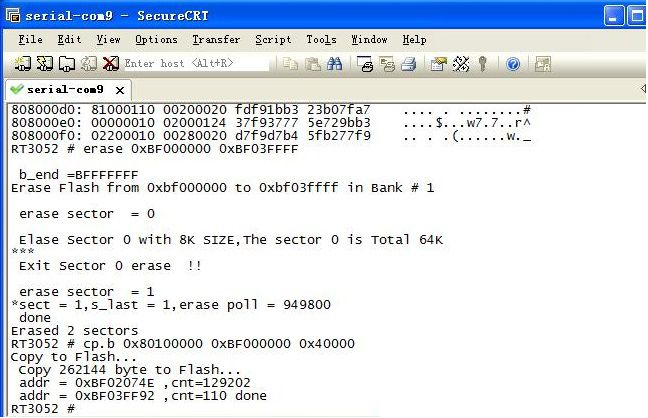 serial-com9 - SecureCRT
File Edit View Options Transfer Script Tools Window Help
Enter host <Alt+R>
serial-com9
808000d0: 81000110 00200020 fdf91bb3 23b07fa7 ..... . ........#
808000e0: 00000010 02000124 37f93777 5e729bb3 ....$...w7.7..r^
808000f0: 02200010 00280020 d7f9d7b4 5fb277f9 .. . .(......w._
RT3052 # erase 0xBF000000 0xBF03FFFF
b_end =BFFFFFFF
Erase Flash from 0xbf000000 to 0xbf03ffff in Bank # 1
erase sector = 0
Elase Sector 0 with 8K SIZE,The sector 0 is Total 64K
***
Exit Sector 0 erase !!
erase sector = 1
*sect = 1,s_last = 1,erase poll = 949800
done
Erased 2 sectors
RT3052 # cp.b 0x80100000 0xBF000000 0x40000
Copy to Flash...
Copy 262144 byte to Flash...
addr = 0xBF02074E ,cnt=129202
addr = 0xBF03FF92 ,cnt=110 done
RT3052 #